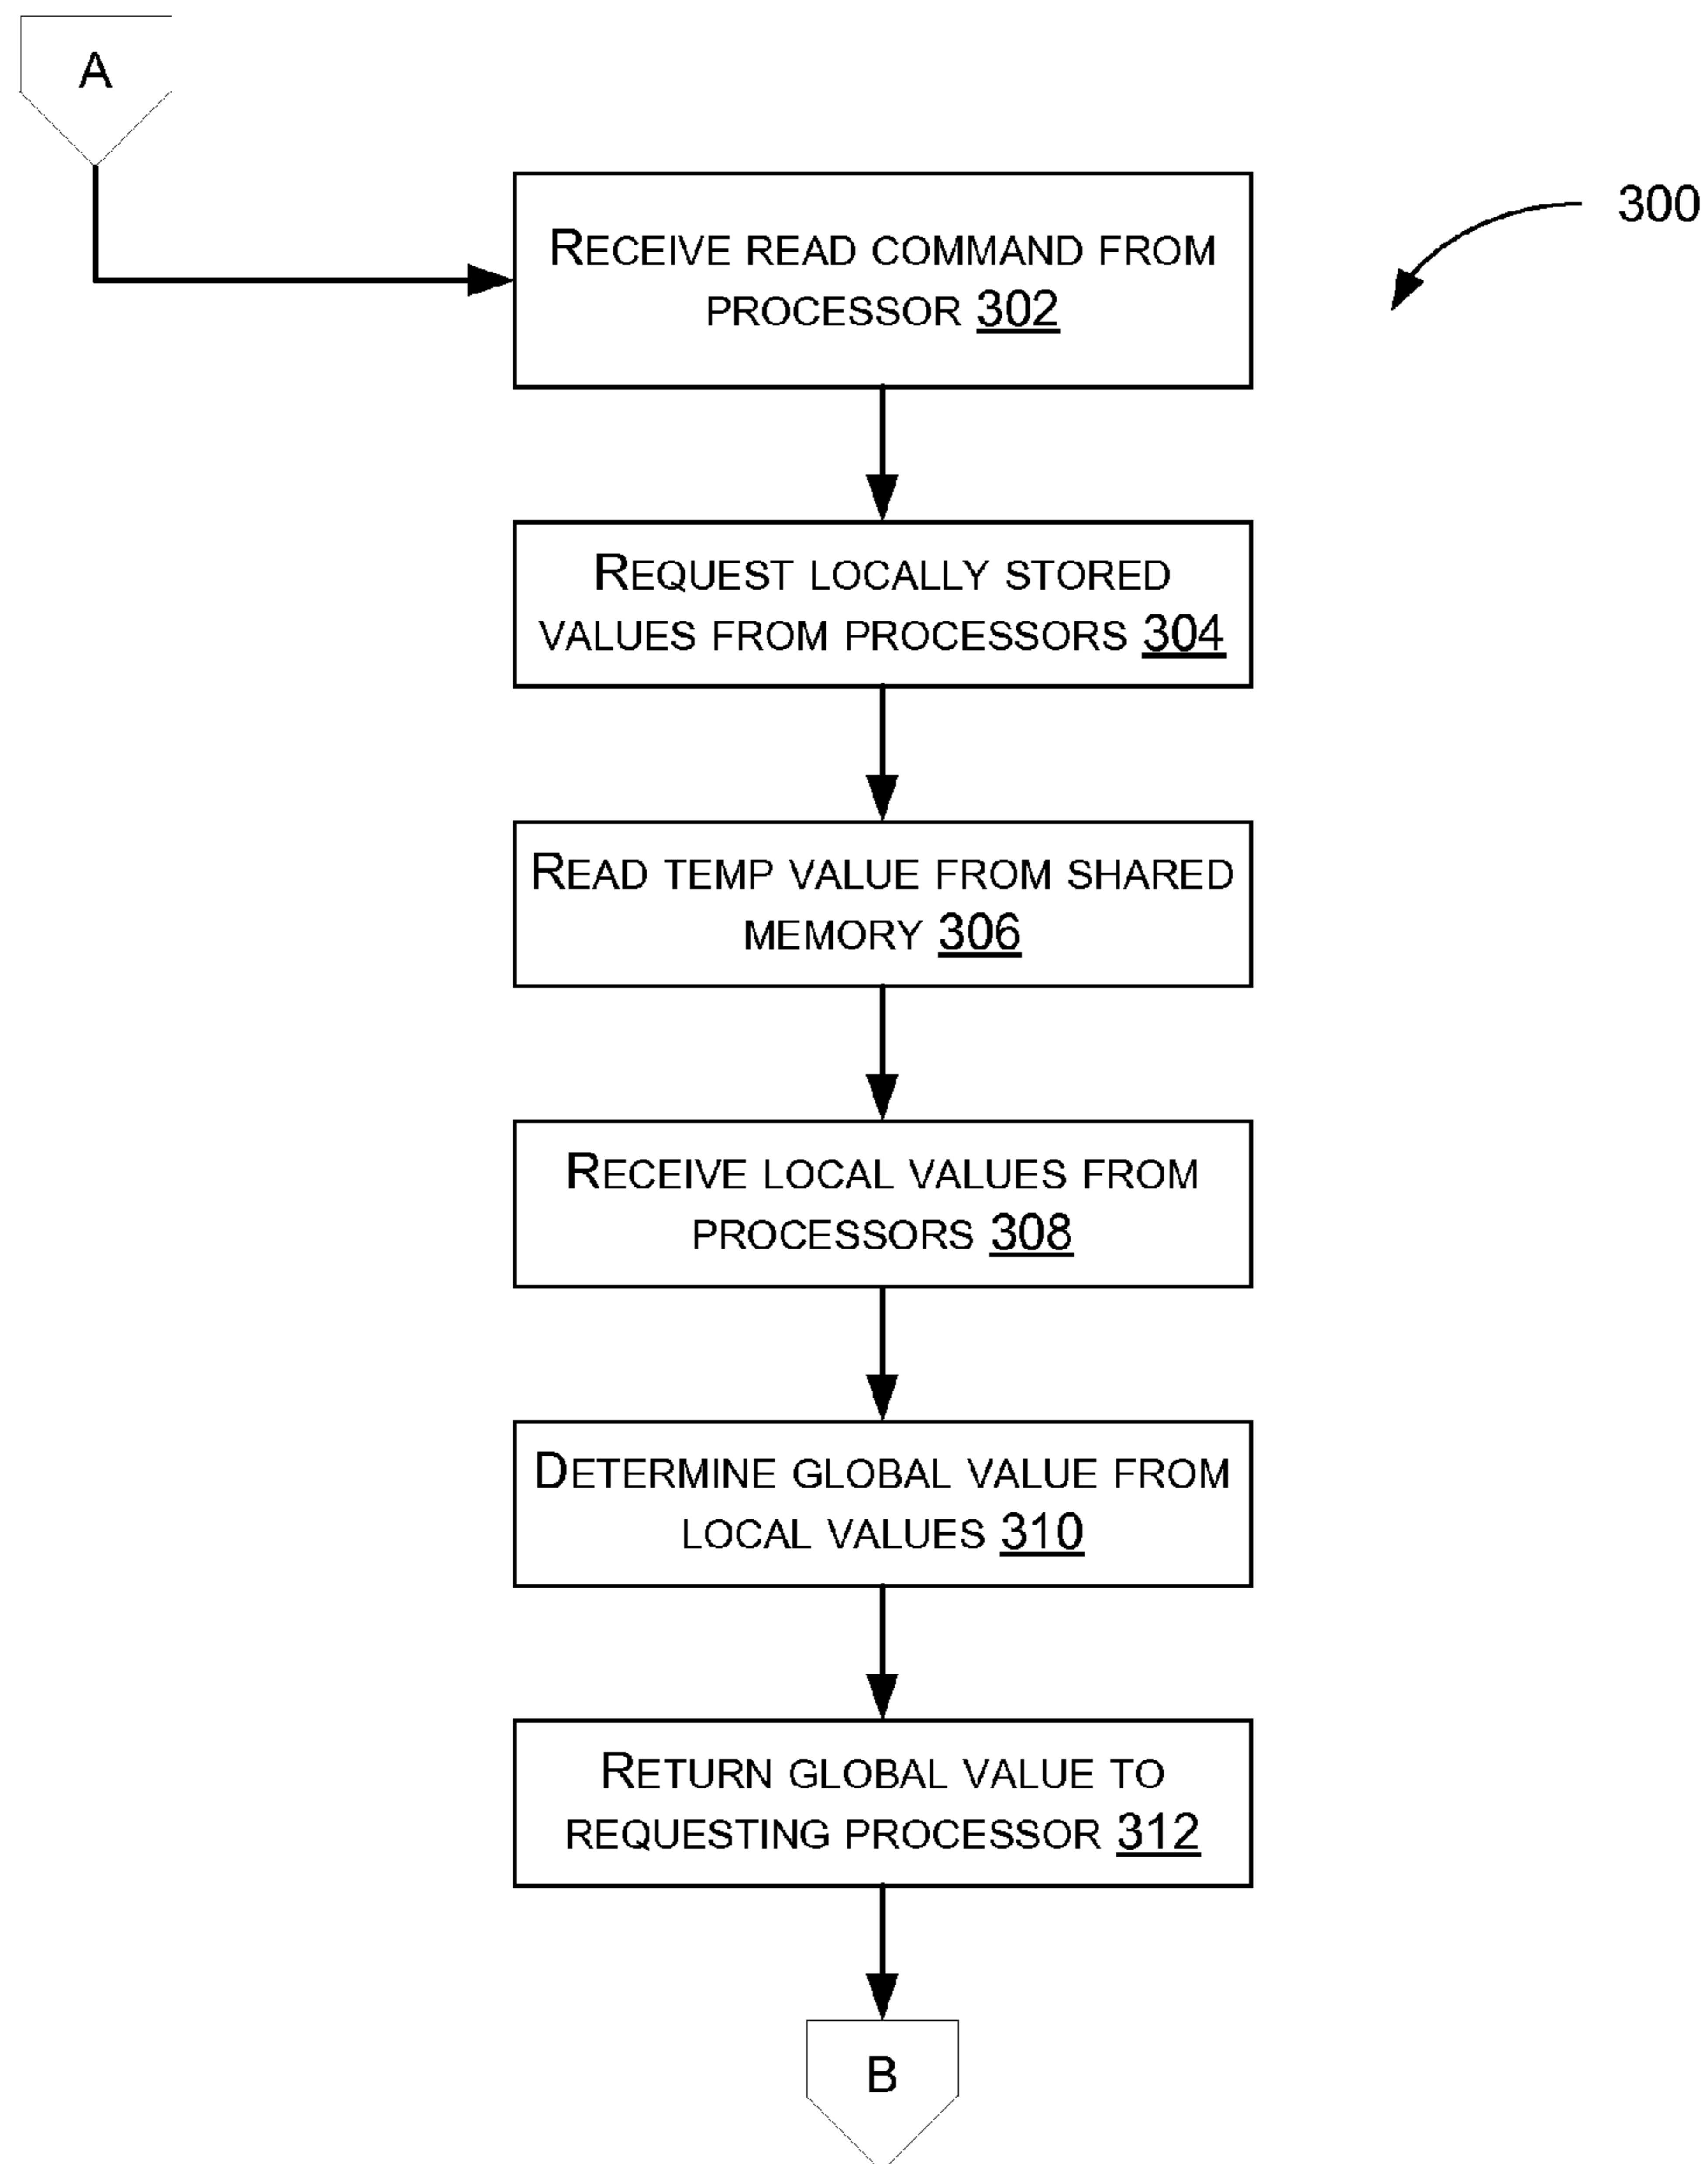 A
300
RECEIVE READ COMMAND FROM
PROCESSOR 302
REQUEST LOCALLY STORED
VALUES FROM PROCESSORS 304
READ TEMP VALUE FROM SHARED
MEMORY 306
RECEIVE LOCAL VALUES FROM
PROCESSORS 308
DETERMINE GLOBAL VALUE FROM
LOCAL VALUES 310
RETURN GLOBAL VALUE TO
REQUESTING PROCESSOR 312
B